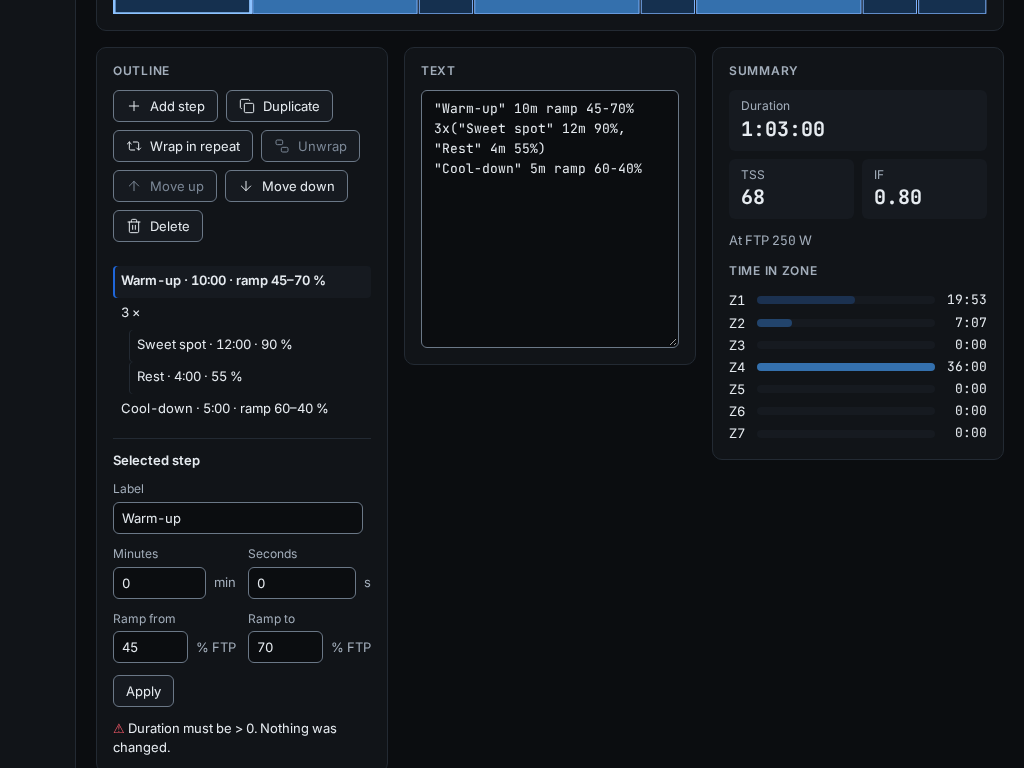 OUTLINE
Add step
Duplicate
Wrap in repeat
Unwrap
Move up
Move down
Delete
Warm-up · 10:00 · ramp 45–70 %
3 ×
Sweet spot · 12:00 · 90 %
Rest · 4:00 · 55 %
Cool-down · 5:00 · ramp 60–40 %
Selected step
Label
Warm-up
Minutes Seconds
0 min 0 s
Ramp from Ramp to
45 % FTP 70 % FTP
Apply
⚠ Duration must be > 0. Nothing was
changed.
TEXT
"Warm-up" 10m ramp 45-70%
3x("Sweet spot" 12m 90%,
"Rest" 4m 55%)
"Cool-down" 5m ramp 60-40%
SUMMARY
Duration
1:03:00
TSS
68
IF
0.80
At FTP 250 W
TIME IN ZONE
Z1 19:53
Z2 7:07
Z3 0:00
Z4 36:00
Z5 0:00
Z6 0:00
Z7 0:00